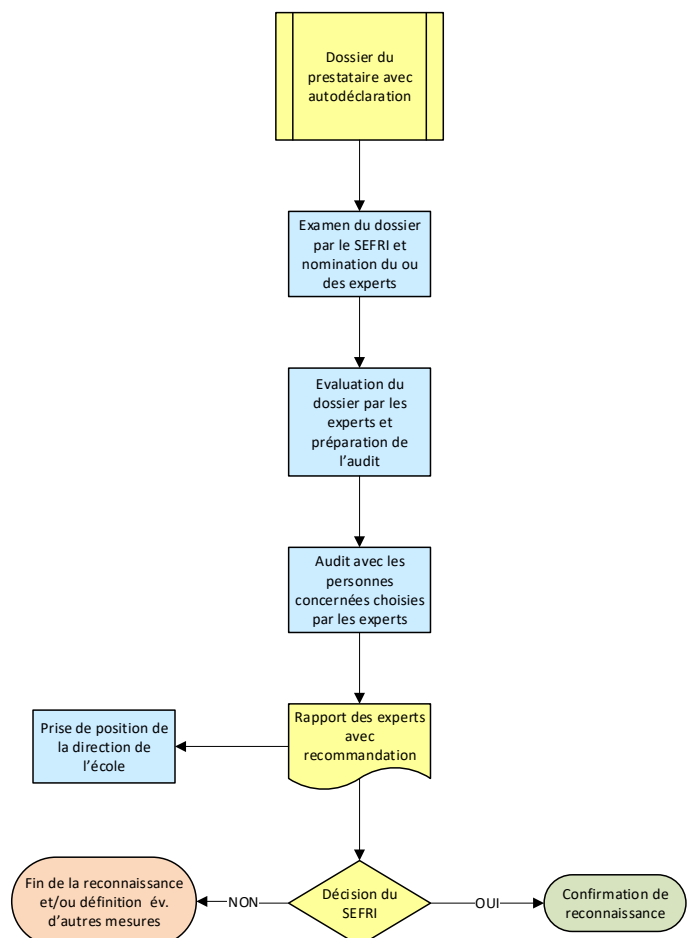 Dossier du
prestataire avec
autodéclaration
Examen du dossier
par le SEFRI et
nomination du ou
des experts
Evaluation du
dossier par les
experts et
préparation de
l'audit
Audit avec les
personnes
concernées choisies
par les experts
Rapport des experts
avec
recommandation
Prise de position de
la direction de
l'école
Décision du
SEFRI
NON
Fin de la reconnaissance
et/ou définition  év.
d'autres mesures
OUI
Confirmation de
reconnaissance